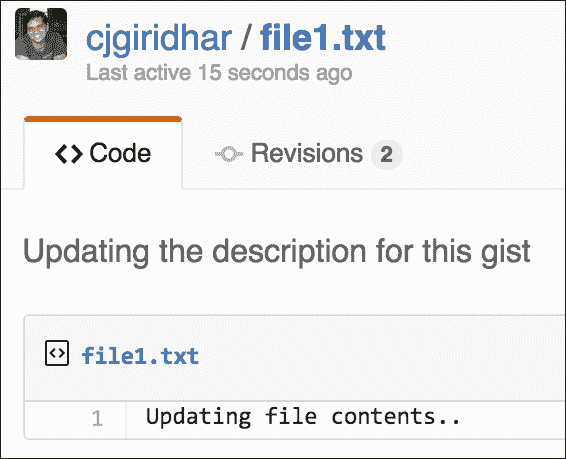 cjgiridhar / file1.txt
Last active 15 seconds ago
<> Code Revisions 2
Updating the description for this gist
file1.txt
1 Updating file contents..